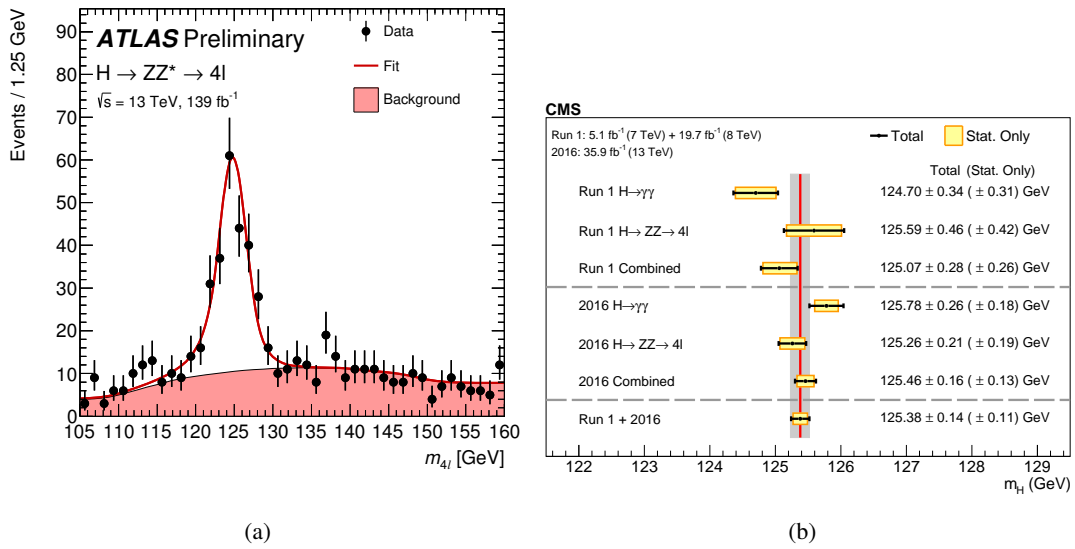 ATLAS Preliminary
H → ZZ* → 4l
√s = 13 TeV, 139 fb⁻¹
Data
Fit
Background
Events / 1.25 GeV
90
80
70
60
50
40
30
20
10
0
105 110 115 120 125 130 135 140 145 150 155 160
m4l [GeV]
(a)
CMS
Run 1: 5.1 fb⁻¹ (7 TeV) + 19.7 fb⁻¹ (8 TeV)
2016: 35.9 fb⁻¹ (13 TeV)
Total Stat. Only
Total (Stat. Only)
Run 1 H→γγ 124.70 ± 0.34 ( ± 0.31) GeV
Run 1 H→ZZ→4l 125.59 ± 0.46 ( ± 0.42) GeV
Run 1 Combined 125.07 ± 0.28 ( ± 0.26) GeV
2016 H→γγ 125.78 ± 0.26 ( ± 0.18) GeV
2016 H→ZZ→4l 125.26 ± 0.21 ( ± 0.19) GeV
2016 Combined 125.46 ± 0.16 ( ± 0.13) GeV
Run 1 + 2016 125.38 ± 0.14 ( ± 0.11) GeV
122 123 124 125 126 127 128 129
mH (GeV)
(b)